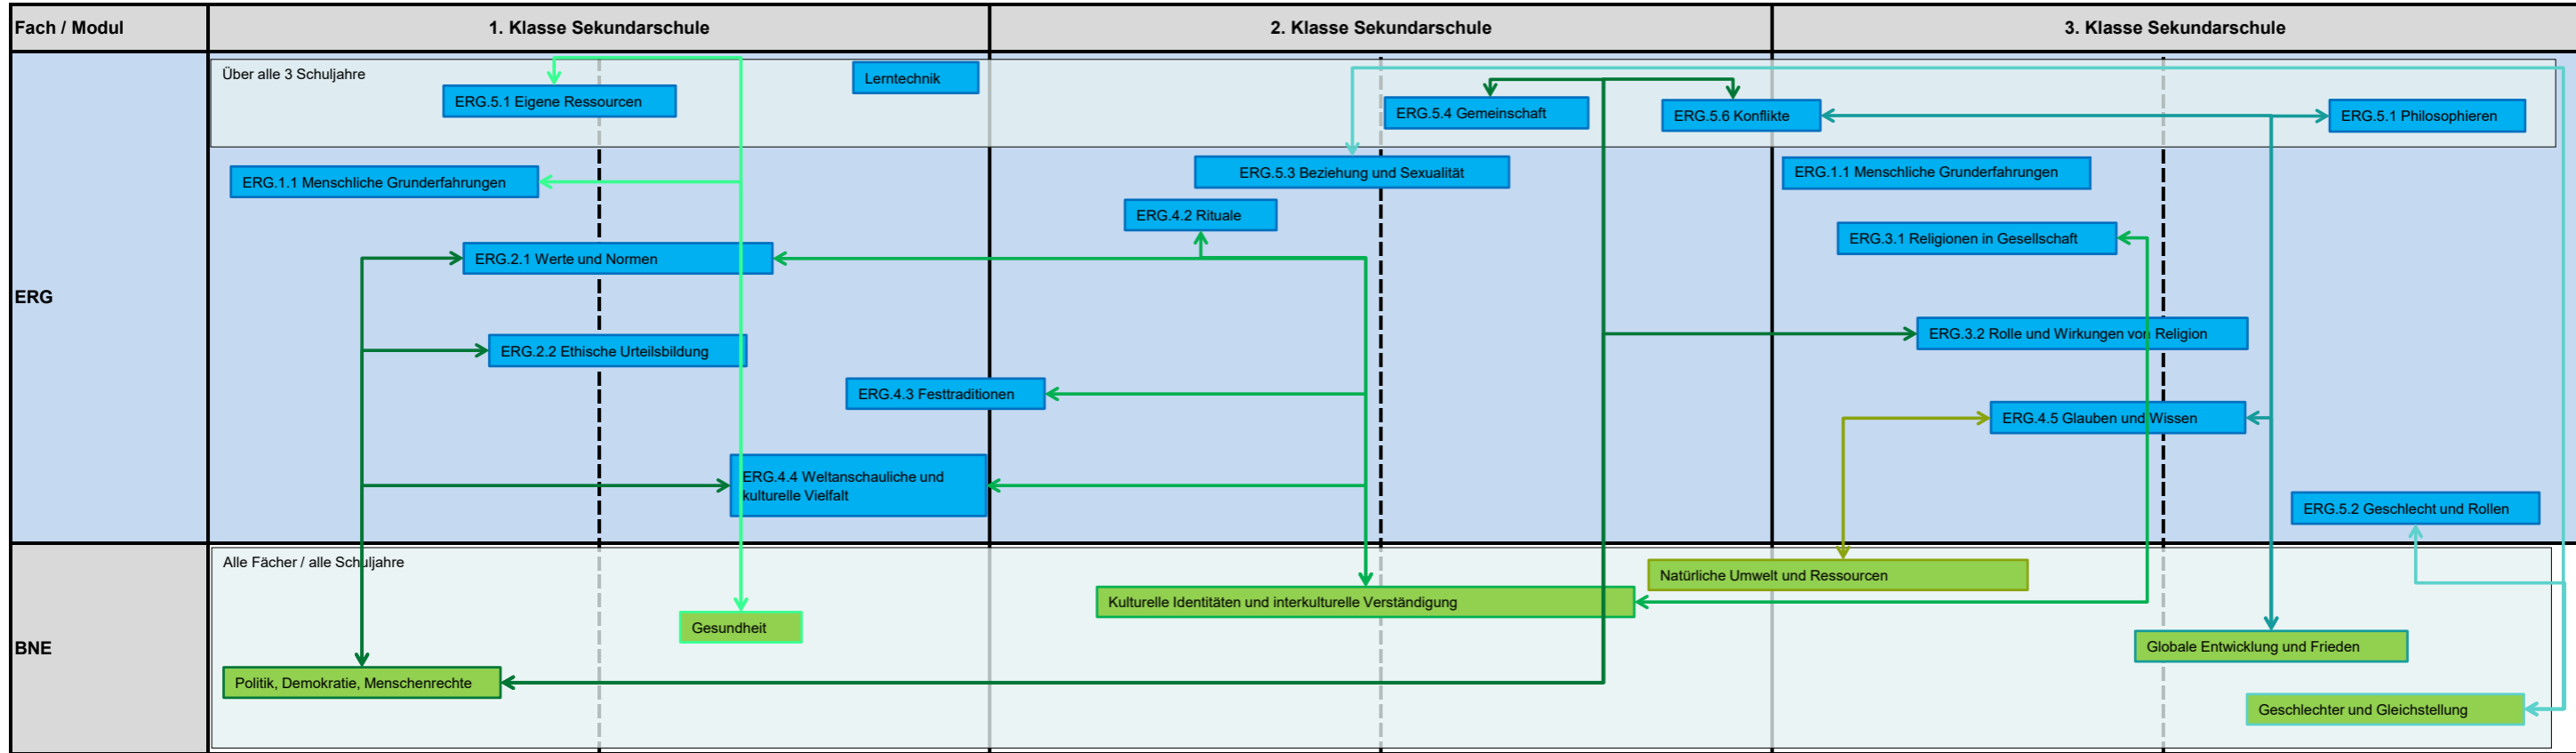 Fach / Modul
1. Klasse Sekundarschule
2. Klasse Sekundarschule
3. Klasse Sekundarschule
ERG
Über alle 3 Schuljahre
Lerntechnik
ERG.5.1 Eigene Ressourcen
ERG.5.4 Gemeinschaft
ERG.5.6 Konflikte
ERG.5.1 Philosophieren
ERG.1.1 Menschliche Grunderfahrungen
ERG.5.3 Beziehung und Sexualität
ERG.1.1 Menschliche Grunderfahrungen
ERG.4.2 Rituale
ERG.3.1 Religionen in Gesellschaft
ERG.2.1 Werte und Normen
ERG.3.2 Rolle und Wirkungen von Religion
ERG.2.2 Ethische Urteilsbildung
ERG.4.3 Festtraditionen
ERG.4.5 Glauben und Wissen
ERG.4.4 Weltanschauliche und
kulturelle Vielfalt
ERG.5.2 Geschlecht und Rollen
BNE
Alle Fächer / alle Schuljahre
Natürliche Umwelt und Ressourcen
Kulturelle Identitäten und interkulturelle Verständigung
Gesundheit
Globale Entwicklung und Frieden
Politik, Demokratie, Menschenrechte
Geschlechter und Gleichstellung